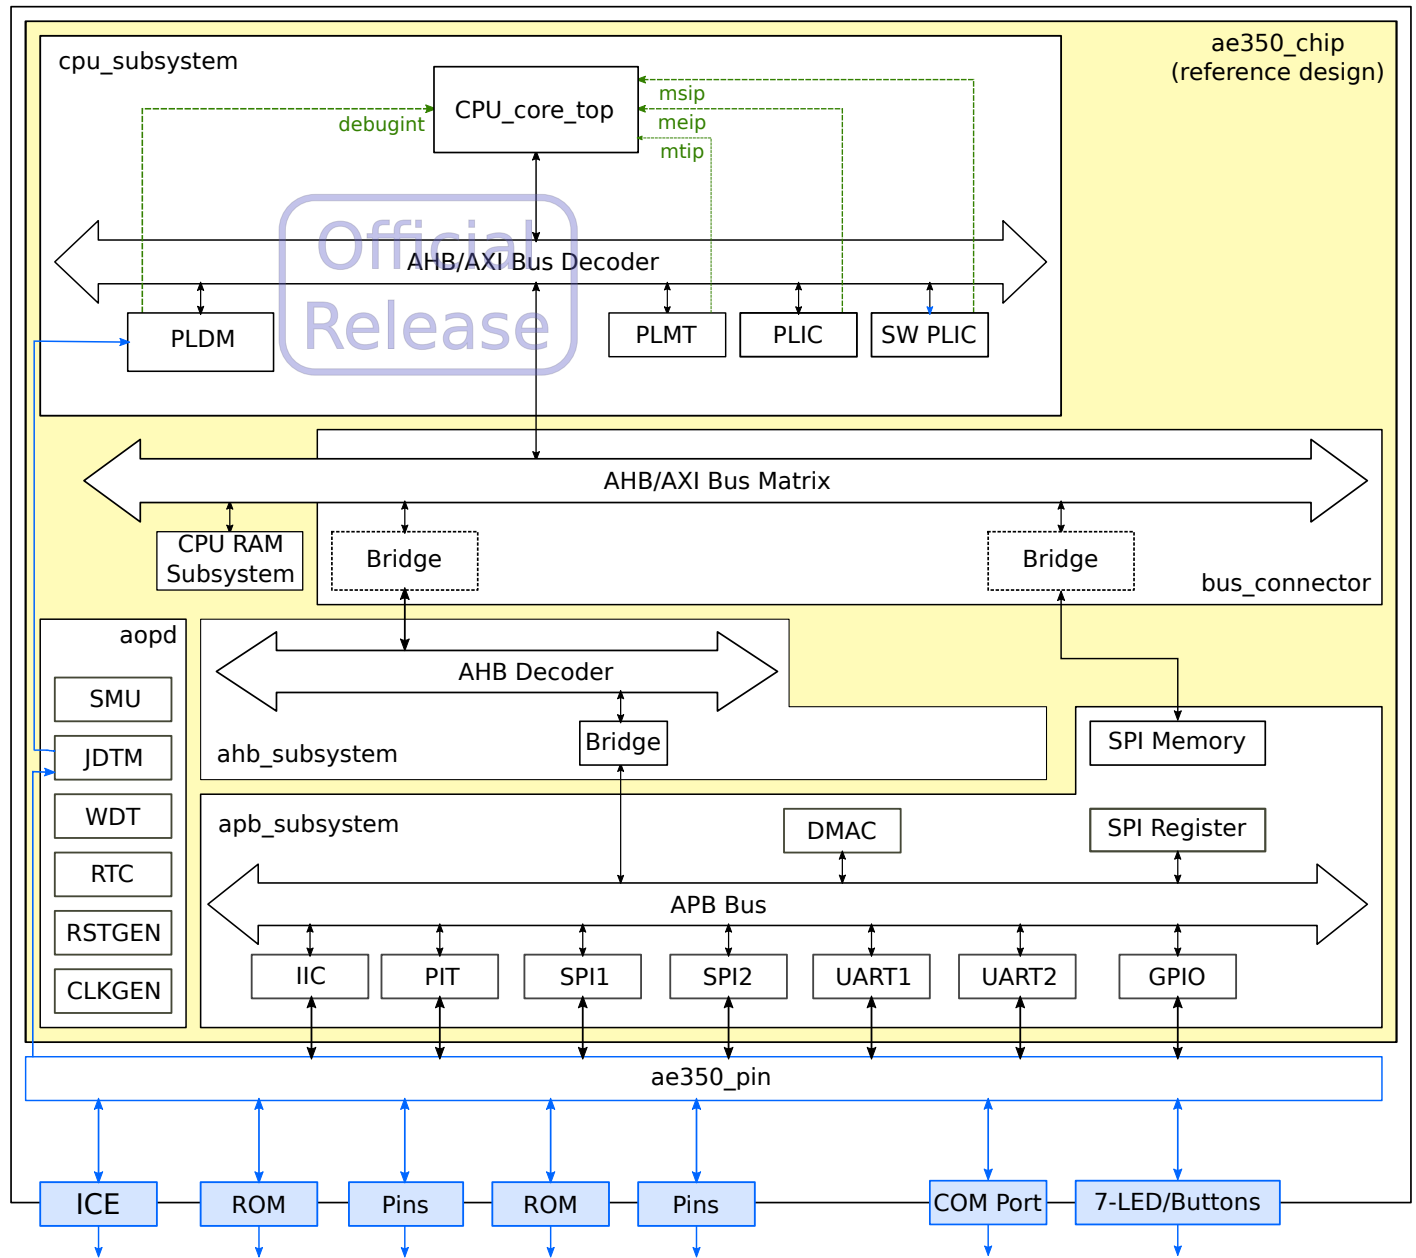 ae350_chip
(reference design)
cpu_subsystem
CPU_core_top
msip
debugint
meip
mtip
Official
Release
AHB/AXI Bus Decoder
PLDM
PLMT
PLIC
SW PLIC
AHB/AXI Bus Matrix
CPU RAM
Subsystem
Bridge
Bridge
bus_connector
aopd
SMU
JDTM
WDT
RTC
RSTGEN
CLKGEN
AHB Decoder
Bridge
ahb_subsystem
SPI Memory
apb_subsystem
DMAC
SPI Register
APB Bus
IIC
PIT
SPI1
SPI2
UART1
UART2
GPIO
ae350_pin
ICE
ROM
Pins
ROM
Pins
COM Port
7-LED/Buttons